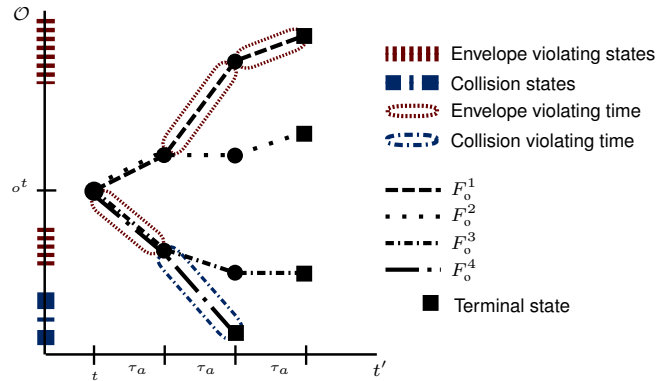 𝒪
Envelope violating states
Collision states
Envelope violating time
Collision violating time
o^t
F_o^1
F_o^2
F_o^3
F_o^4
Terminal state
t τ_a τ_a τ_a t′